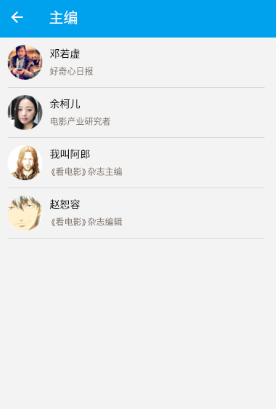 主编
邓若虚
好奇心日报
余柯儿
电影产业研究者
我叫阿郎
《看电影》杂志主编
赵恕容
《看电影》杂志编辑